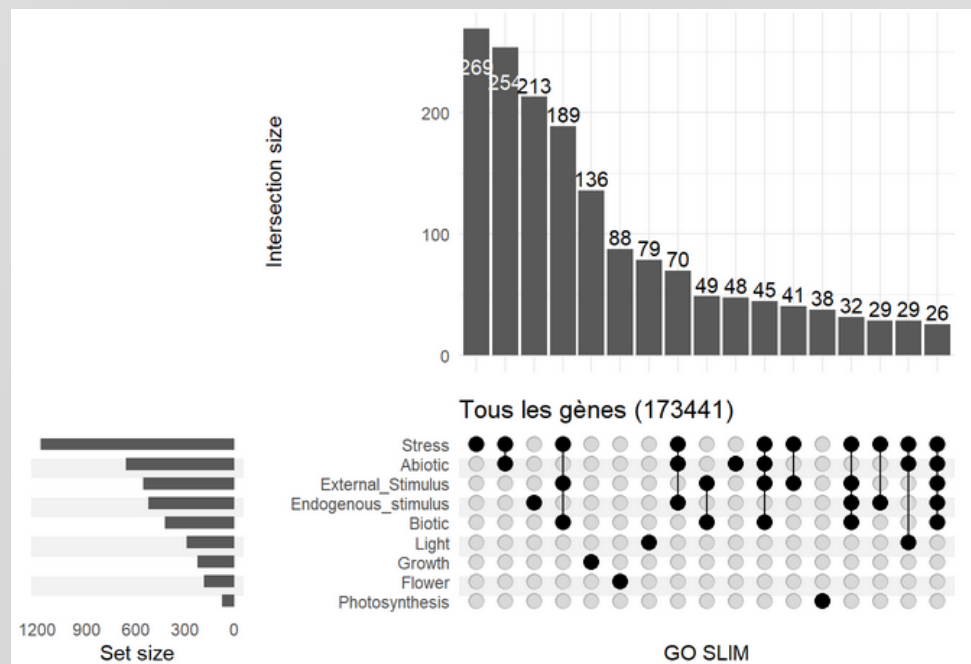 269
254
213
189
136
88
79
70
49
48
45
41
38
32
29
29
26
200
100
0
Intersection size
Tous les gènes (173441)
Stress
Abiotic
External_Stimulus
Endogenous_stimulus
Biotic
Light
Growth
Flower
Photosynthesis
1200 900 600 300 0
Set size
GO SLIM